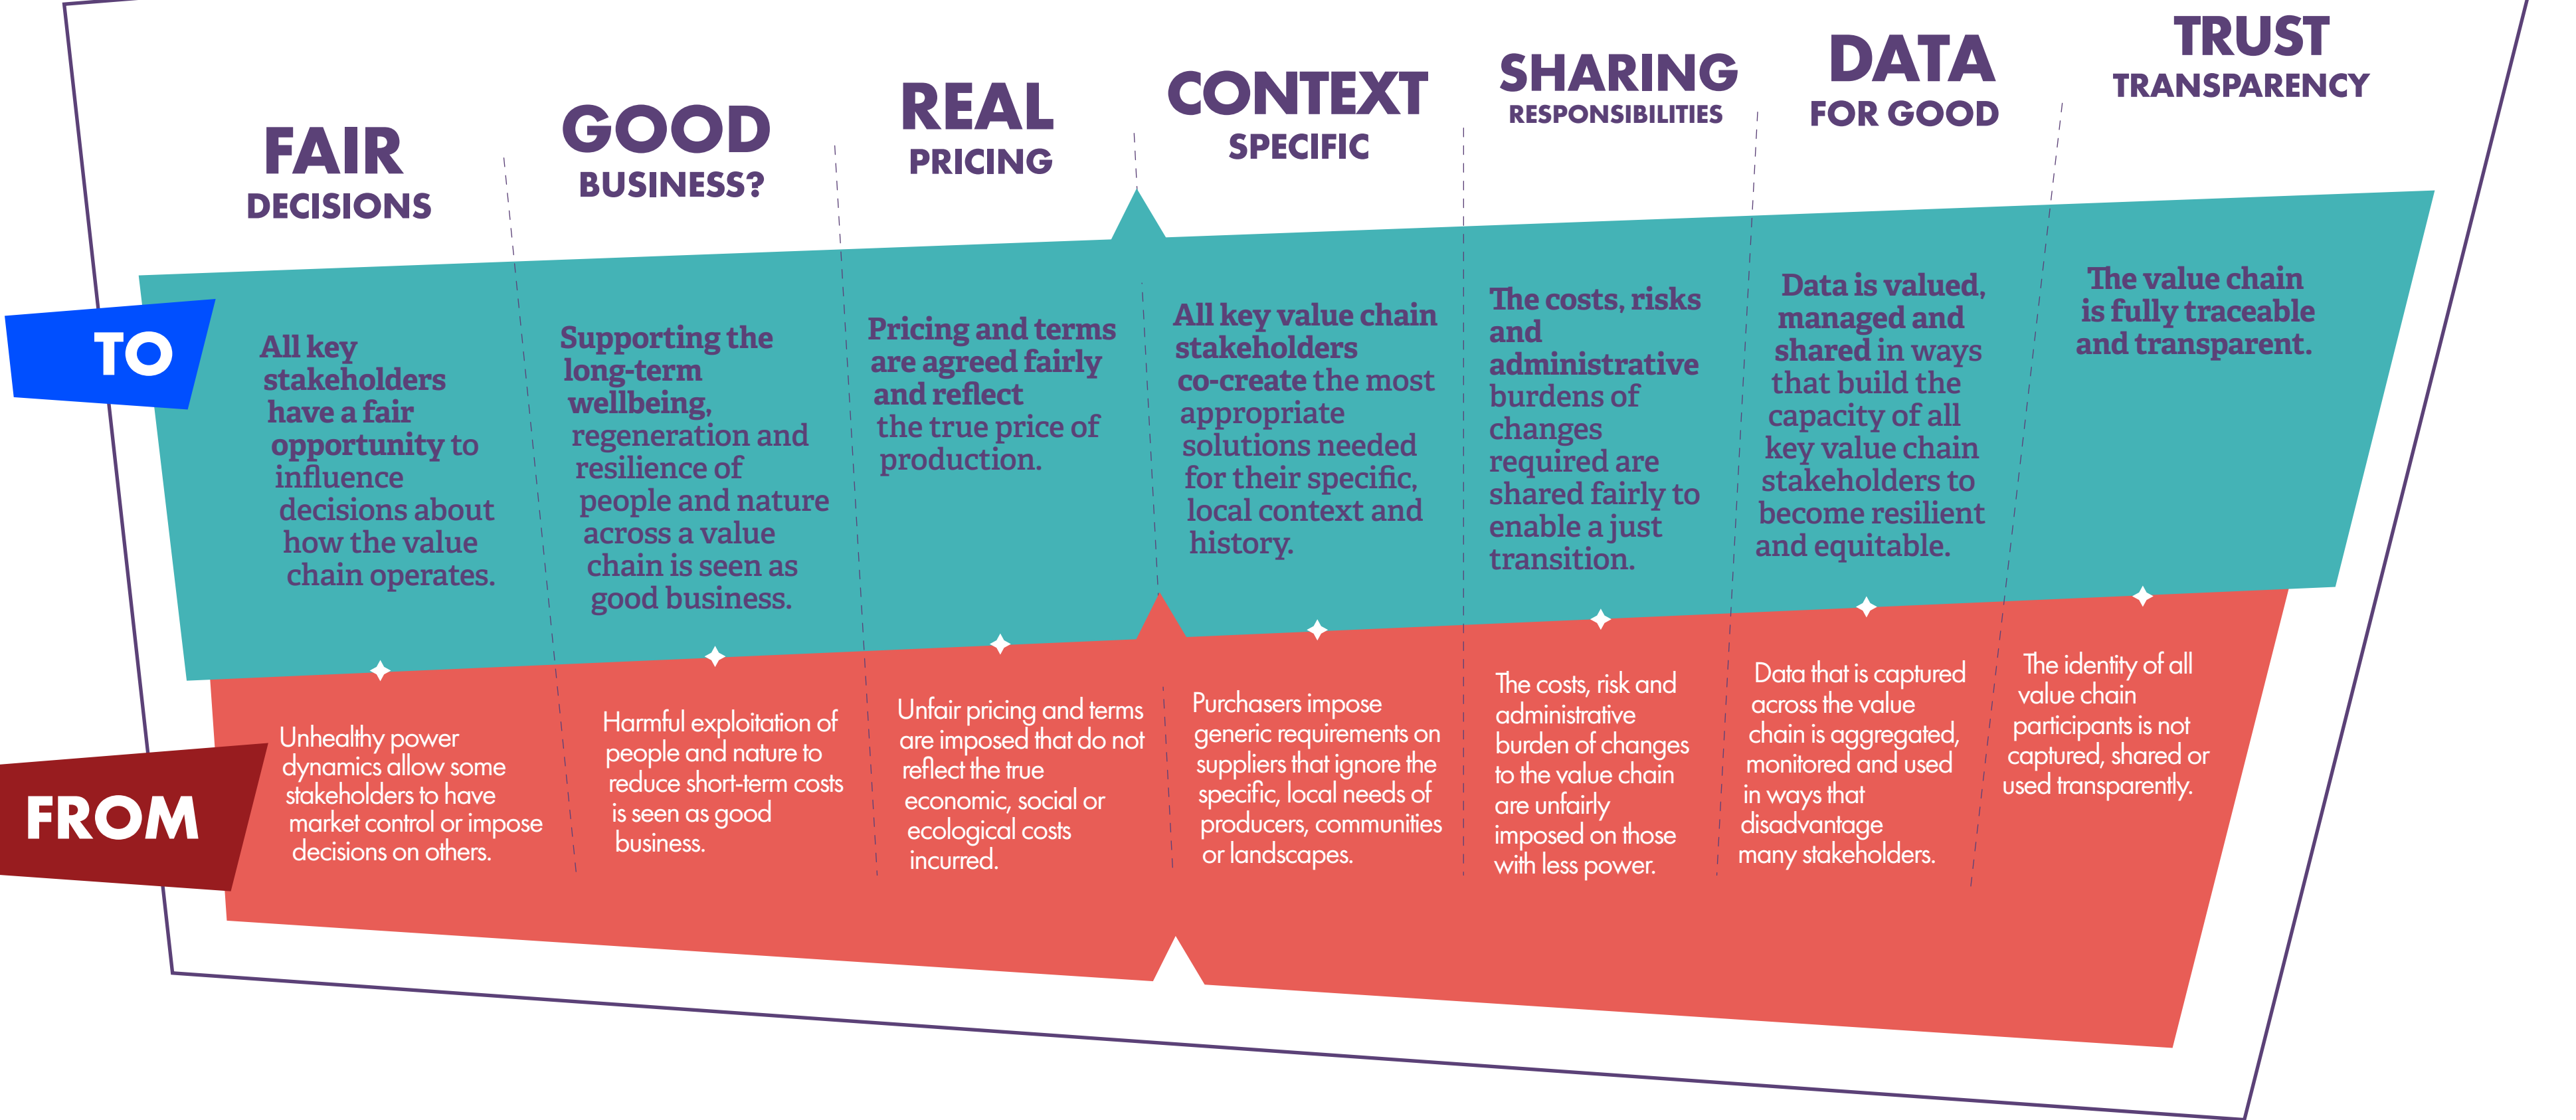 FAIR
DECISIONS
GOOD
BUSINESS?
REAL
PRICING
CONTEXT
SPECIFIC
SHARING
RESPONSIBILITIES
DATA
FOR GOOD
TRUST
TRANSPARENCY
TO
All key
stakeholders
have a fair
opportunity to
influence
decisions about
how the value
chain operates.
Supporting the
long-term
wellbeing,
regeneration and
resilience of
people and nature
across a value
chain is seen as
good business.
Pricing and terms
are agreed fairly
and reflect
the true price of
production.
All key value chain
stakeholders
co-create the most
appropriate
solutions needed
for their specific,
local context and
history.
The costs, risks
and
administrative
burdens of
changes
required are
shared fairly to
enable a just
transition.
Data is valued,
managed and
shared in ways
that build the
capacity of all
key value chain
stakeholders to
become resilient
and equitable.
The value chain
is fully traceable
and transparent.
FROM
Unhealthy power
dynamics allow some
stakeholders to have
market control or impose
decisions on others.
Harmful exploitation of
people and nature to
reduce short-term costs
is seen as good
business.
Unfair pricing and terms
are imposed that do not
reflect the true
economic, social or
ecological costs
incurred.
Purchasers impose
generic requirements on
suppliers that ignore the
specific, local needs of
producers, communities
or landscapes.
The costs, risk and
administrative
burden of changes
to the value chain
are unfairly
imposed on those
with less power.
Data that is captured
across the value
chain is aggregated,
monitored and used
in ways that
disadvantage
many stakeholders.
The identity of all
value chain
participants is not
captured, shared or
used transparently.